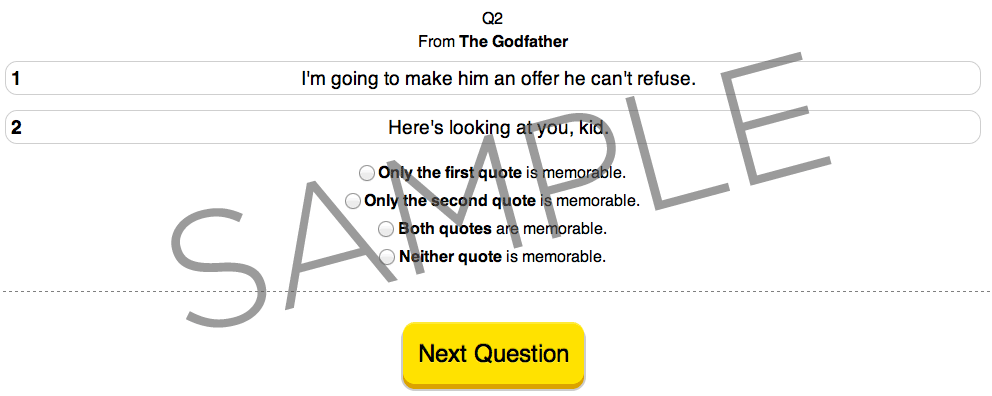 Q2
From The Godfather
1 I'm going to make him an offer he can't refuse.
2 Here's looking at you, kid.
Only the first quote is memorable.
Only the second quote is memorable.
Both quotes are memorable.
Neither quote is memorable.
SAMPLE
Next Question